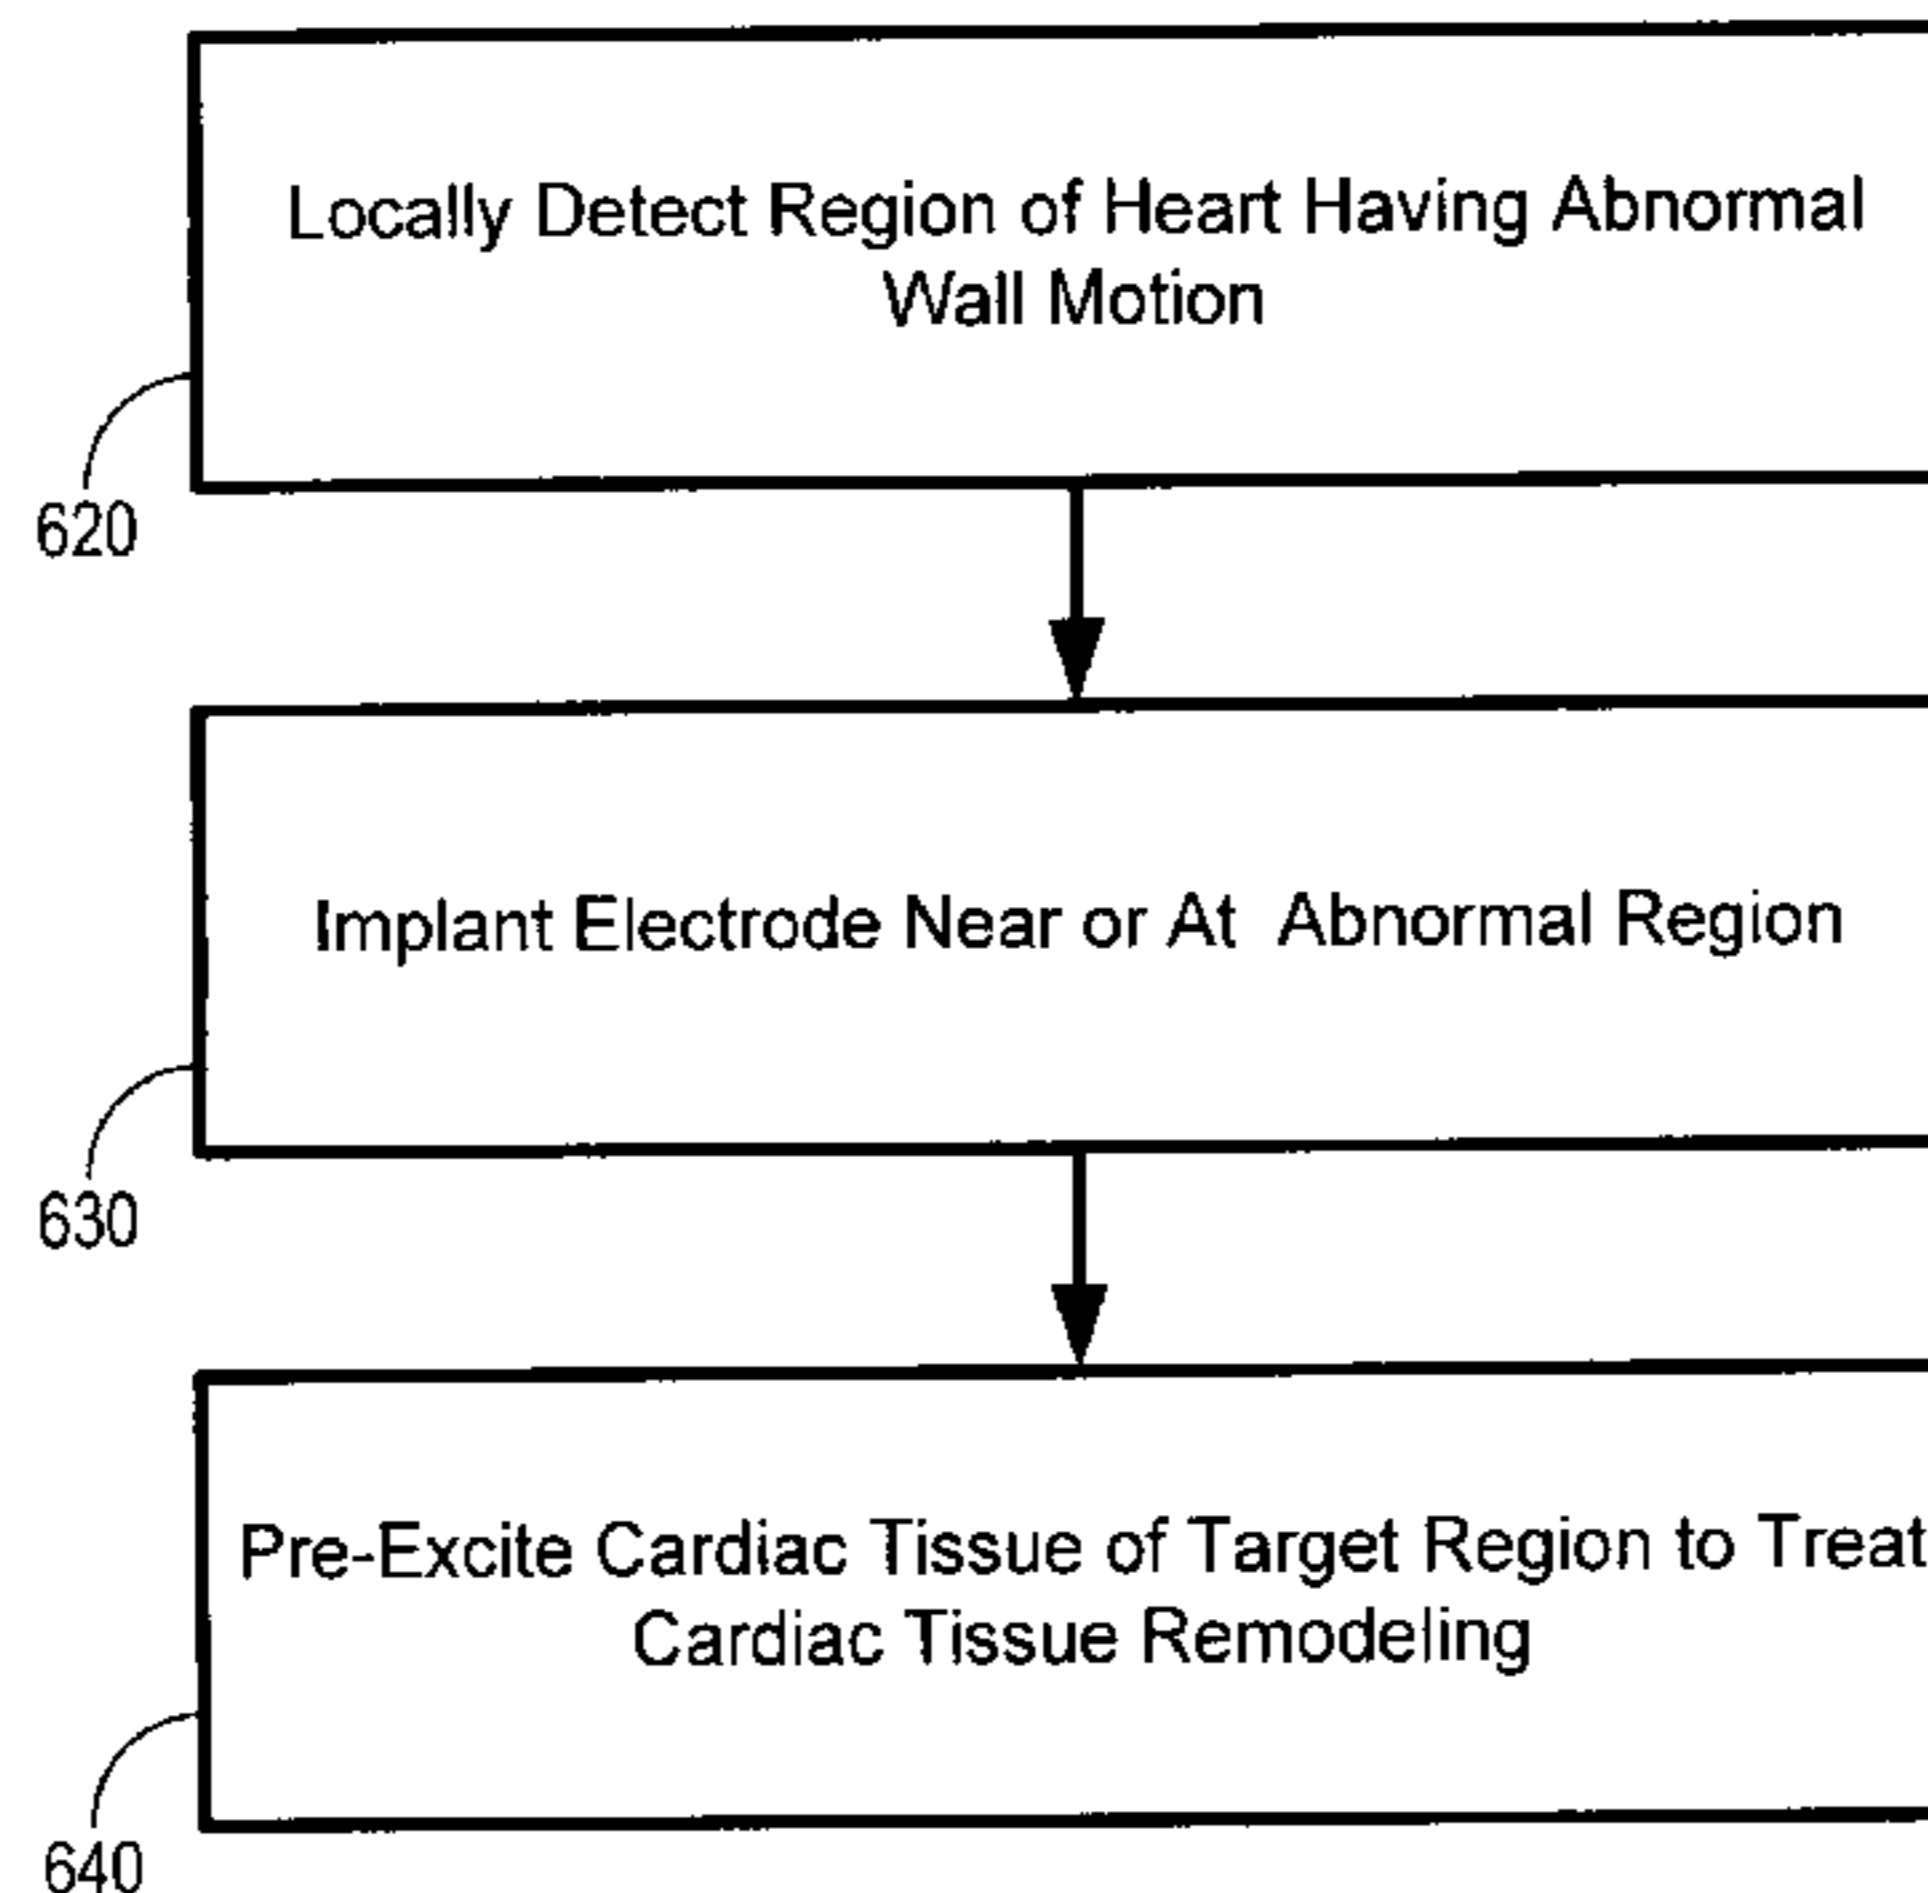 Locally Detect Region of Heart Having Abnormal
Wall Motion
620
Implant Electrode Near or At Abnormal Region
630
Pre-Excite Cardiac Tissue of Target Region to Treat
Cardiac Tissue Remodeling
640